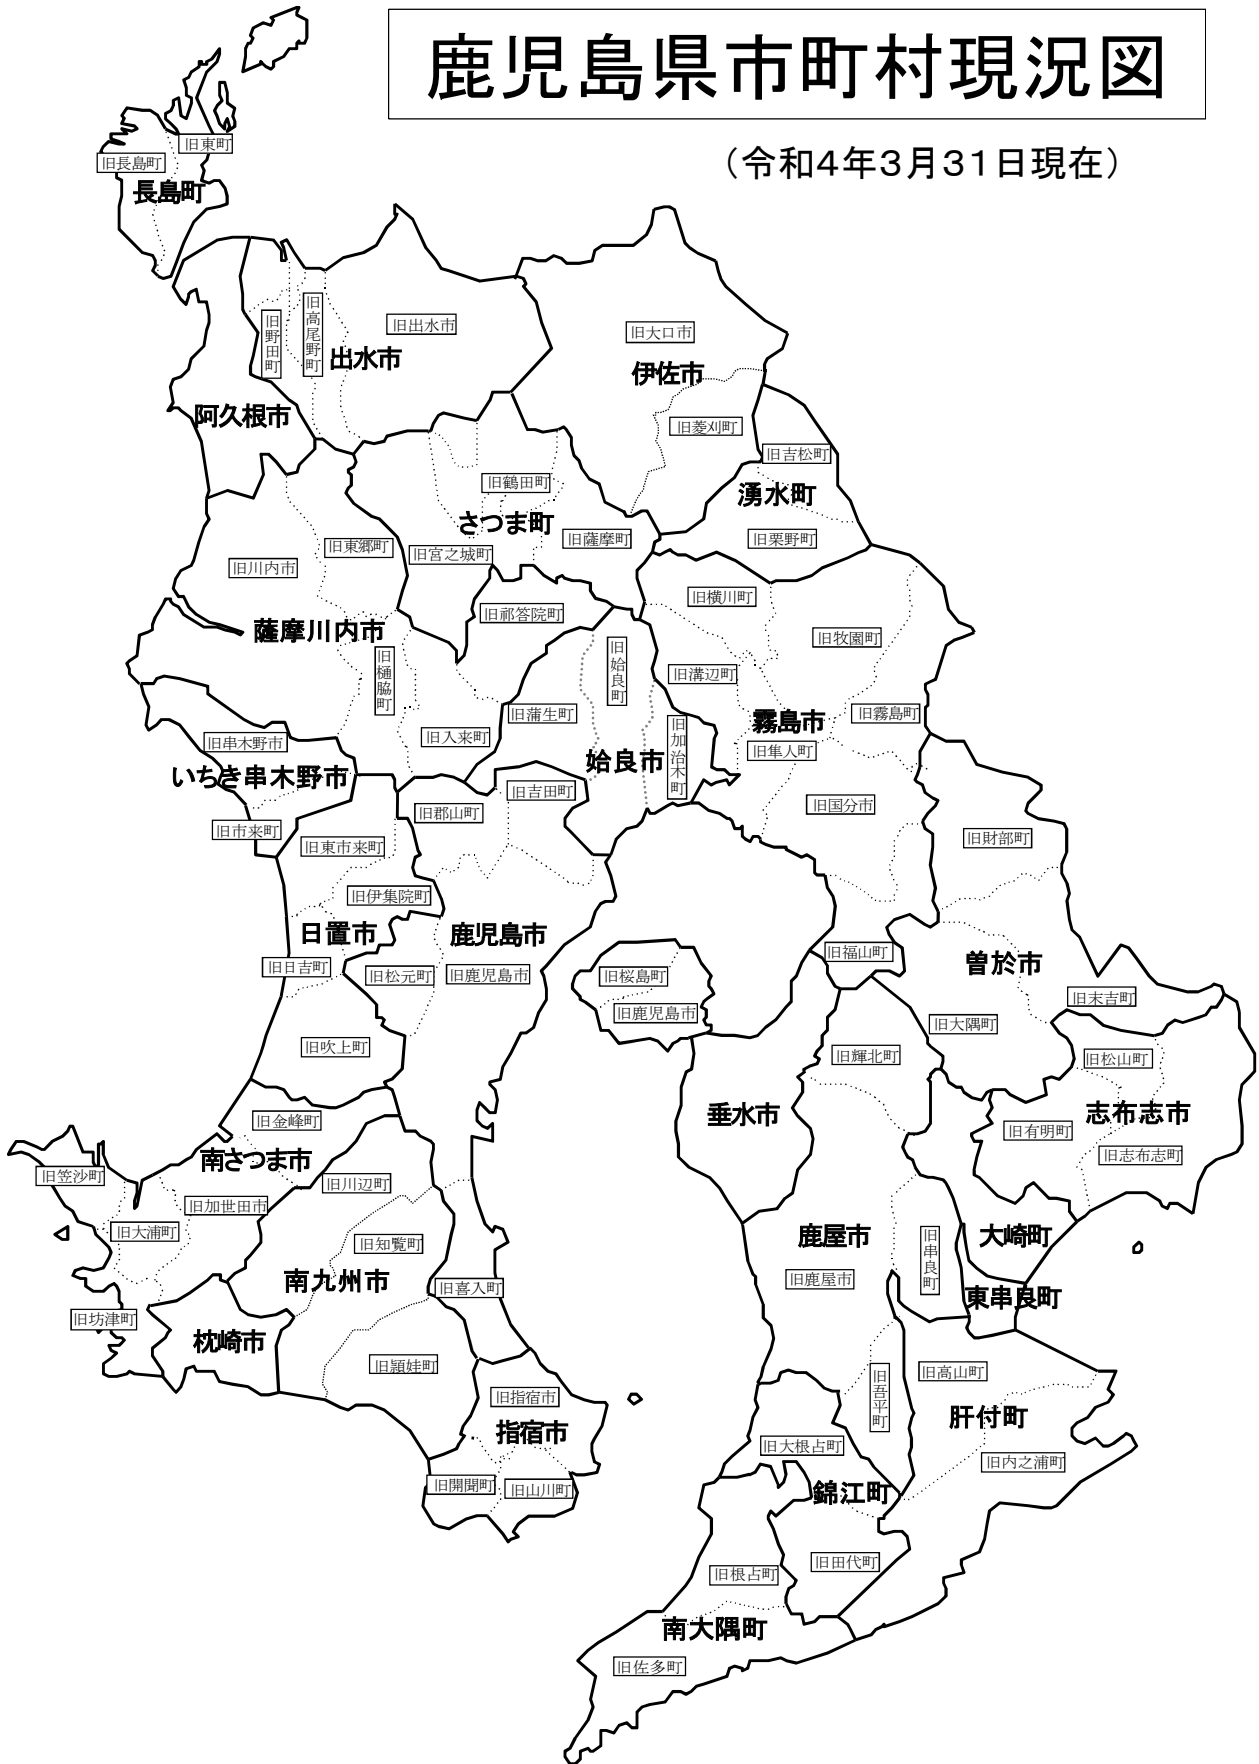 鹿児島県市町村現況図
（令和4年3月31日現在）
旧東町
旧長島町
長島町
旧高尾野町
旧野田町
旧出水市
出水市
阿久根市
旧大口市
伊佐市
旧菱刈町
旧吉松町
湧水町
旧栗野町
旧鶴田町
さつま町
旧薩摩町
旧宮之城町
旧東郷町
旧川内市
薩摩川内市
旧祁答院町
旧樋脇町
旧入来町
旧横川町
旧牧園町
旧溝辺町
旧霧島町
霧島市
旧隼人町
旧国分市
旧福山町
旧姶良町
旧蒲生町
姶良市
旧加治木町
旧串木野市
いちき串木野市
旧市来町
旧吉田町
旧郡山町
旧東市来町
旧伊集院町
日置市
旧日吉町
旧吹上町
鹿児島市
旧松元町
旧鹿児島市
旧桜島町
旧鹿児島市
旧財部町
曽於市
旧末吉町
旧大隅町
旧輝北町
旧松山町
志布志市
旧有明町
旧志布志町
垂水市
旧金峰町
南さつま市
旧笠沙町
旧加世田市
旧大浦町
旧坊津町
旧川辺町
旧知覧町
南九州市
旧頴娃町
旧喜入町
枕崎市
旧指宿市
指宿市
旧開聞町
旧山川町
鹿屋市
旧鹿屋市
旧串良町
旧吾平町
大崎町
東串良町
旧高山町
肝付町
旧内之浦町
旧大根占町
錦江町
旧田代町
旧根占町
南大隅町
旧佐多町